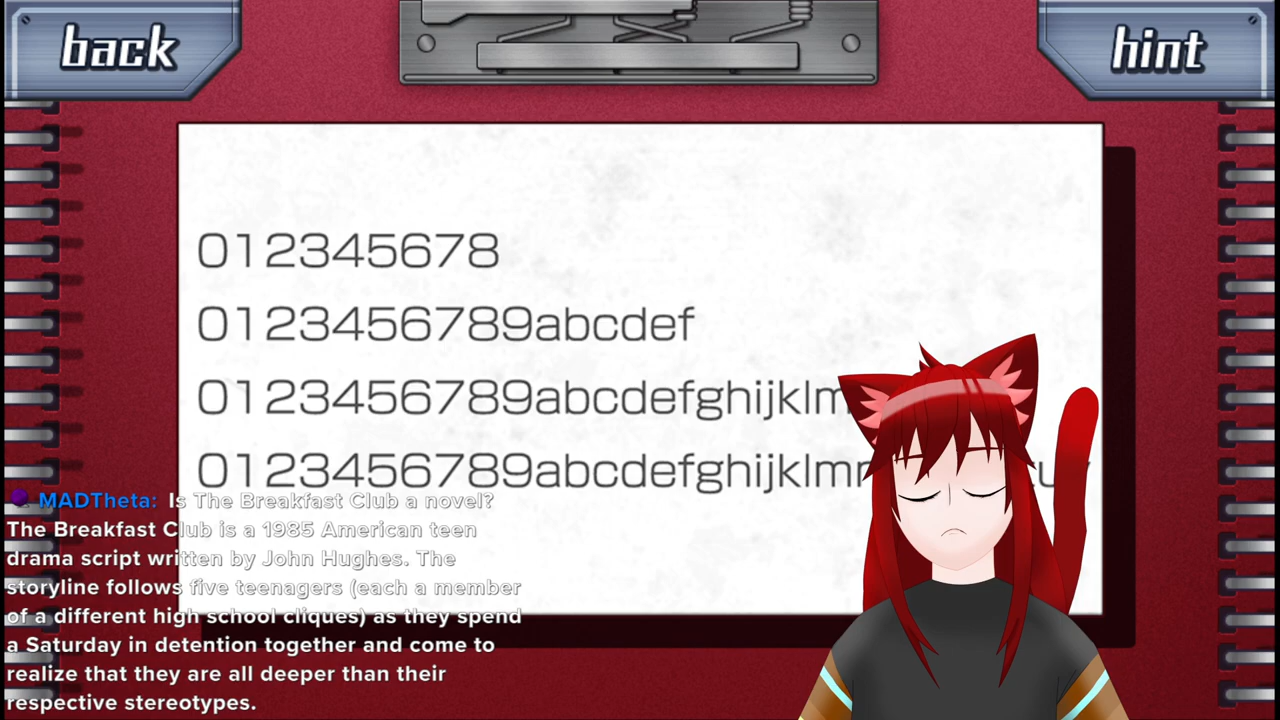 back
hint
012345678
0123456789abcdef
0123456789abcdefghijklm
0123456789abcdefghijklm
MADTheta: Is The Breakfast Club a novel?
The Breakfast Club is a 1985 American teen
drama script written by John Hughes. The
storyline follows five teenagers (each a member
of a different high school cliques) as they spend
a Saturday in detention together and come to
realize that they are all deeper than their
respective stereotypes.